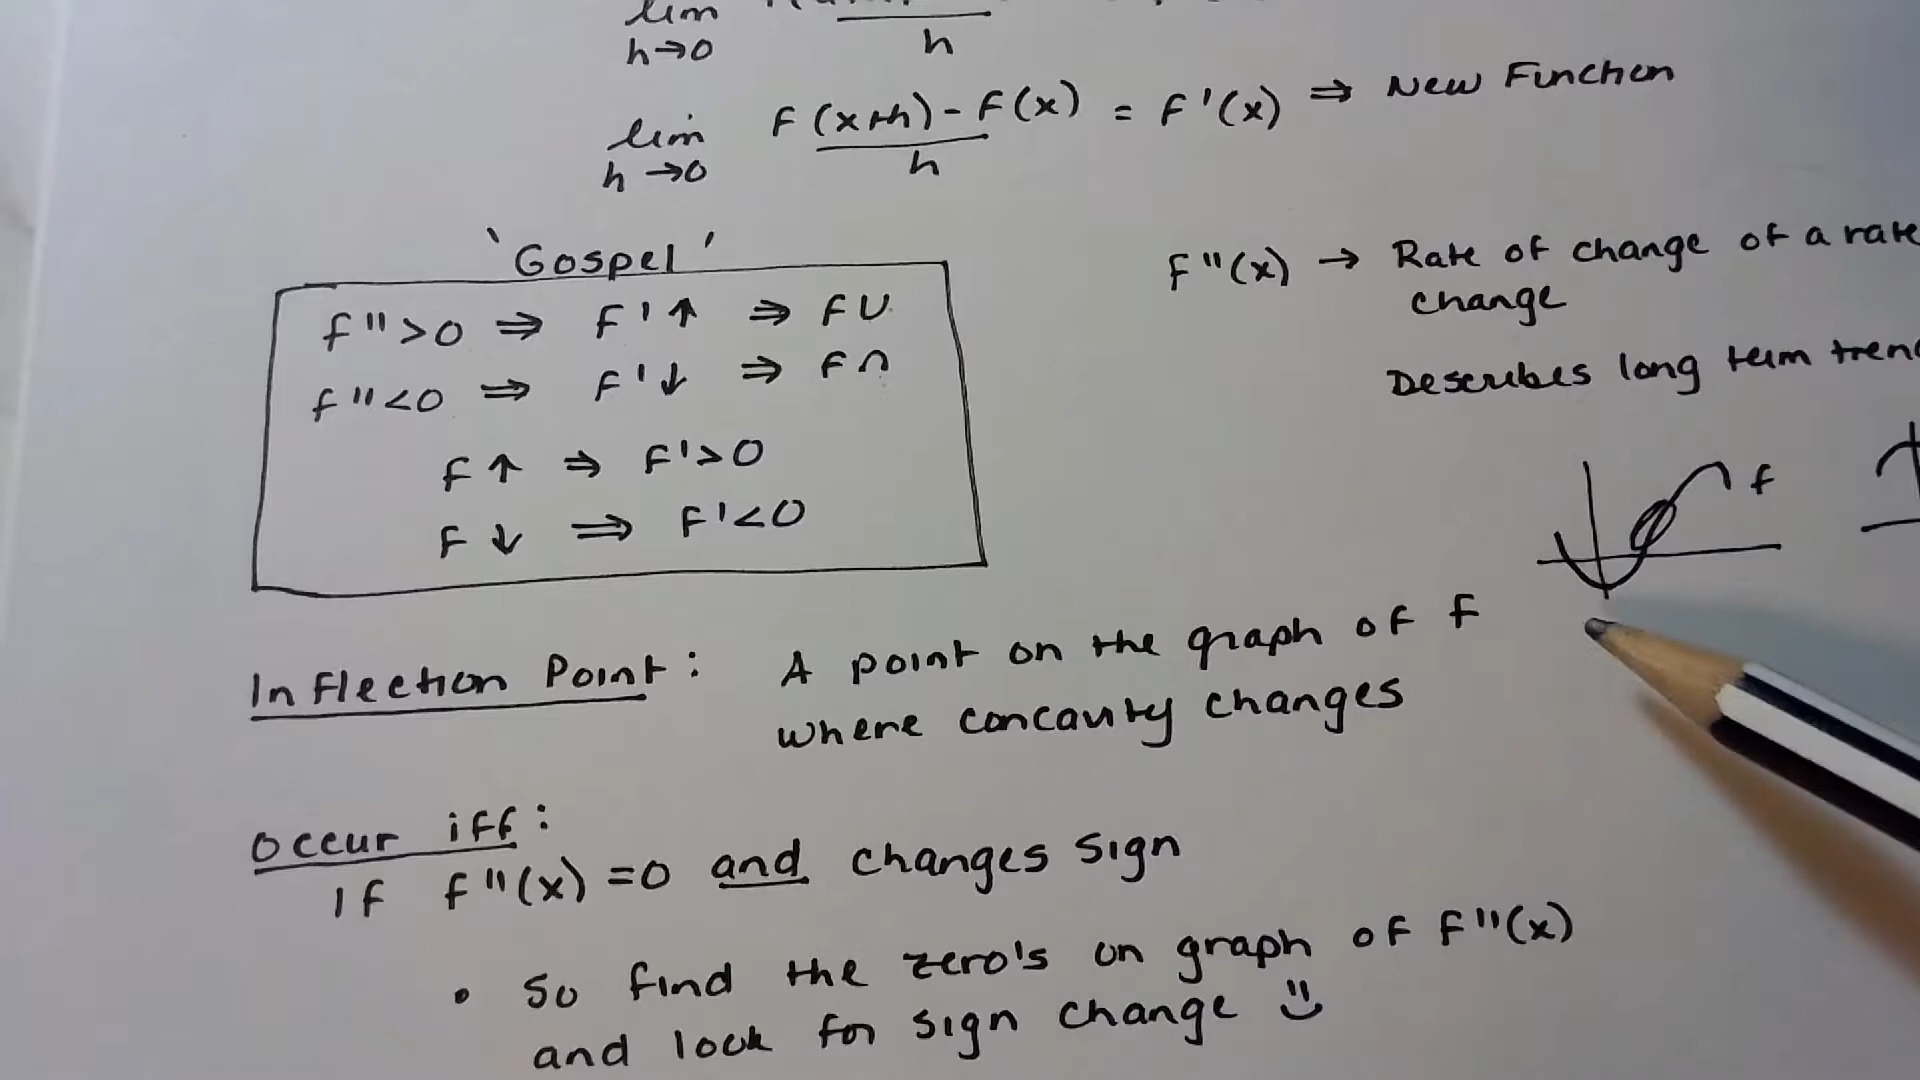 lim
h→0 h
lim F(x+h) - F(x) = F'(x) ⇒ New Function
h→0 h
'Gospel'
f''>0 ⇒ F'↑ ⇒ F∪
f''<0 ⇒ F'↓ ⇒ F∩
F↑ ⇒ F'>0
F↓ ⇒ F'<0
F''(x) → Rate of change of a rate
change
Describes long term
f
Inflection Point: A point on the graph of F
where concavity changes
Occur iff:
If f''(x) =0 and changes sign
• So find the zero's on graph of F''(x)
and look for sign change